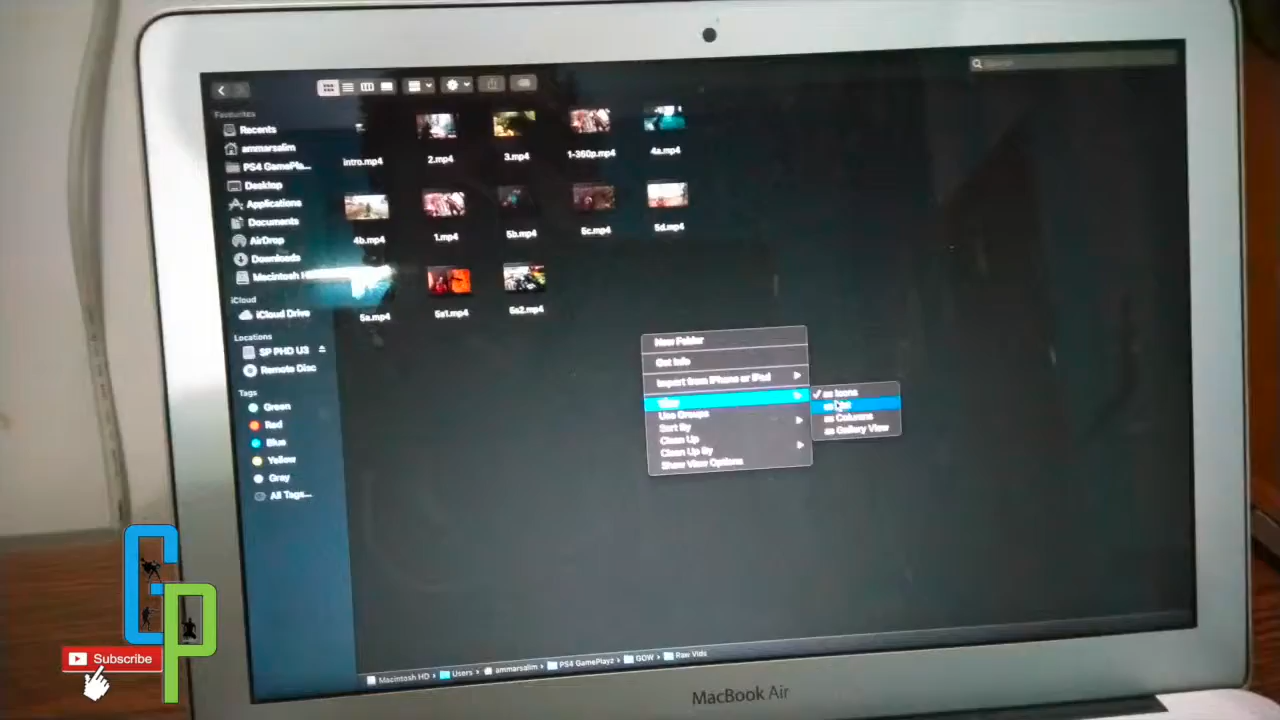 Search
Favourites
Recents
ammarsalim
PS4 GamePla...
Desktop
Applications
Documents
AirDrop
Downloads
Macintosh H
iCloud
iCloud Drive
Locations
SP PHD U3
Remote Disc
Tags
Green
Red
Blue
Yellow
Gray
All Tags...
intro.mp4
2.mp4
3.mp4
1-360p.mp4
4a.mp4
4b.mp4
1.mp4
5b.mp4
5c.mp4
5d.mp4
5a.mp4
New Folder
Get Info
Import from iPhone or iPad
View
Use Groups
Sort By
Clean Up
Clean Up By
Show View Options
as Icons
as List
as Columns
as Gallery View
Macintosh HD › Users › ammarsalim › PS4 GamePlayz › GOW › Raw Vids
MacBook Air
GP
Subscribe